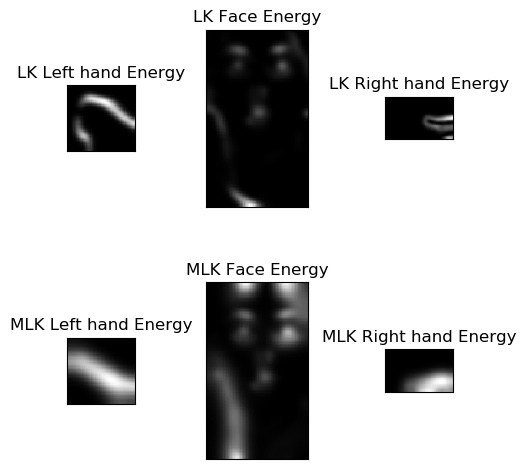 LK Face Energy
LK Left hand Energy
LK Right hand Energy
MLK Face Energy
MLK Left hand Energy
MLK Right hand Energy